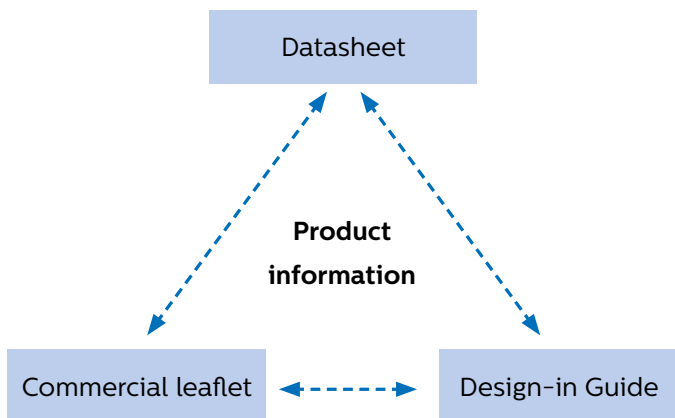 Datasheet
Product
information
Commercial leaflet
Design-in Guide